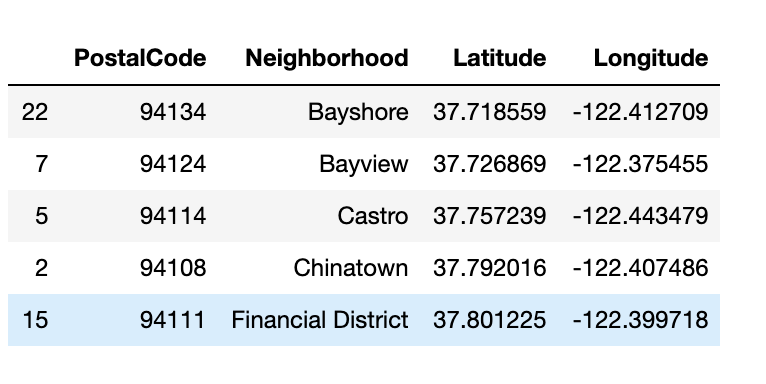 PostalCode Neighborhood Latitude Longitude
22 94134 Bayshore 37.718559 -122.412709
7 94124 Bayview 37.726869 -122.375455
5 94114 Castro 37.757239 -122.443479
2 94108 Chinatown 37.792016 -122.407486
15 94111 Financial District 37.801225 -122.399718